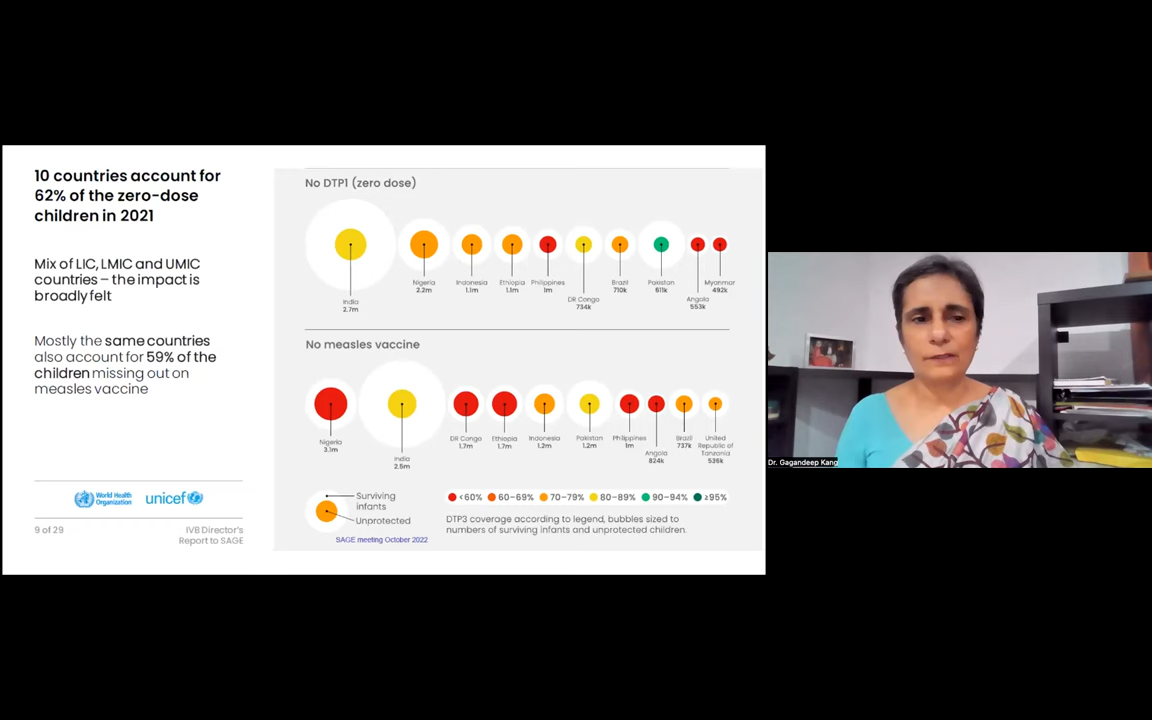 10 countries account for
62% of the zero-dose
children in 2021
Mix of LIC, LMIC and UMIC
countries – the impact is
broadly felt
Mostly the same countries
also account for 59% of the
children missing out on
measles vaccine
World Health
Organization
unicef
9 of 29
IVB Director's
Report to SAGE
No DTP1 (zero dose)
India
2.7m
Nigeria
2.2m
Indonesia
1.1m
Ethiopia
1.1m
Philippines
1m
DR Congo
734k
Brazil
710k
Pakistan
611k
Angola
553k
Myanmar
492k
No measles vaccine
Nigeria
3.1m
India
2.5m
DR Congo
1.7m
Ethiopia
1.7m
Indonesia
1.2m
Pakistan
1.2m
Philippines
1m
Angola
824k
Brazil
737k
United
Republic of
Tanzania
536k
Surviving
infants
Unprotected
SAGE meeting October 2022
<60% 60–69% 70–79% 80–89% 90–94% ≥95%
DTP3 coverage according to legend, bubbles sized to
numbers of surviving infants and unprotected children.
Dr. Gagandeep Kang